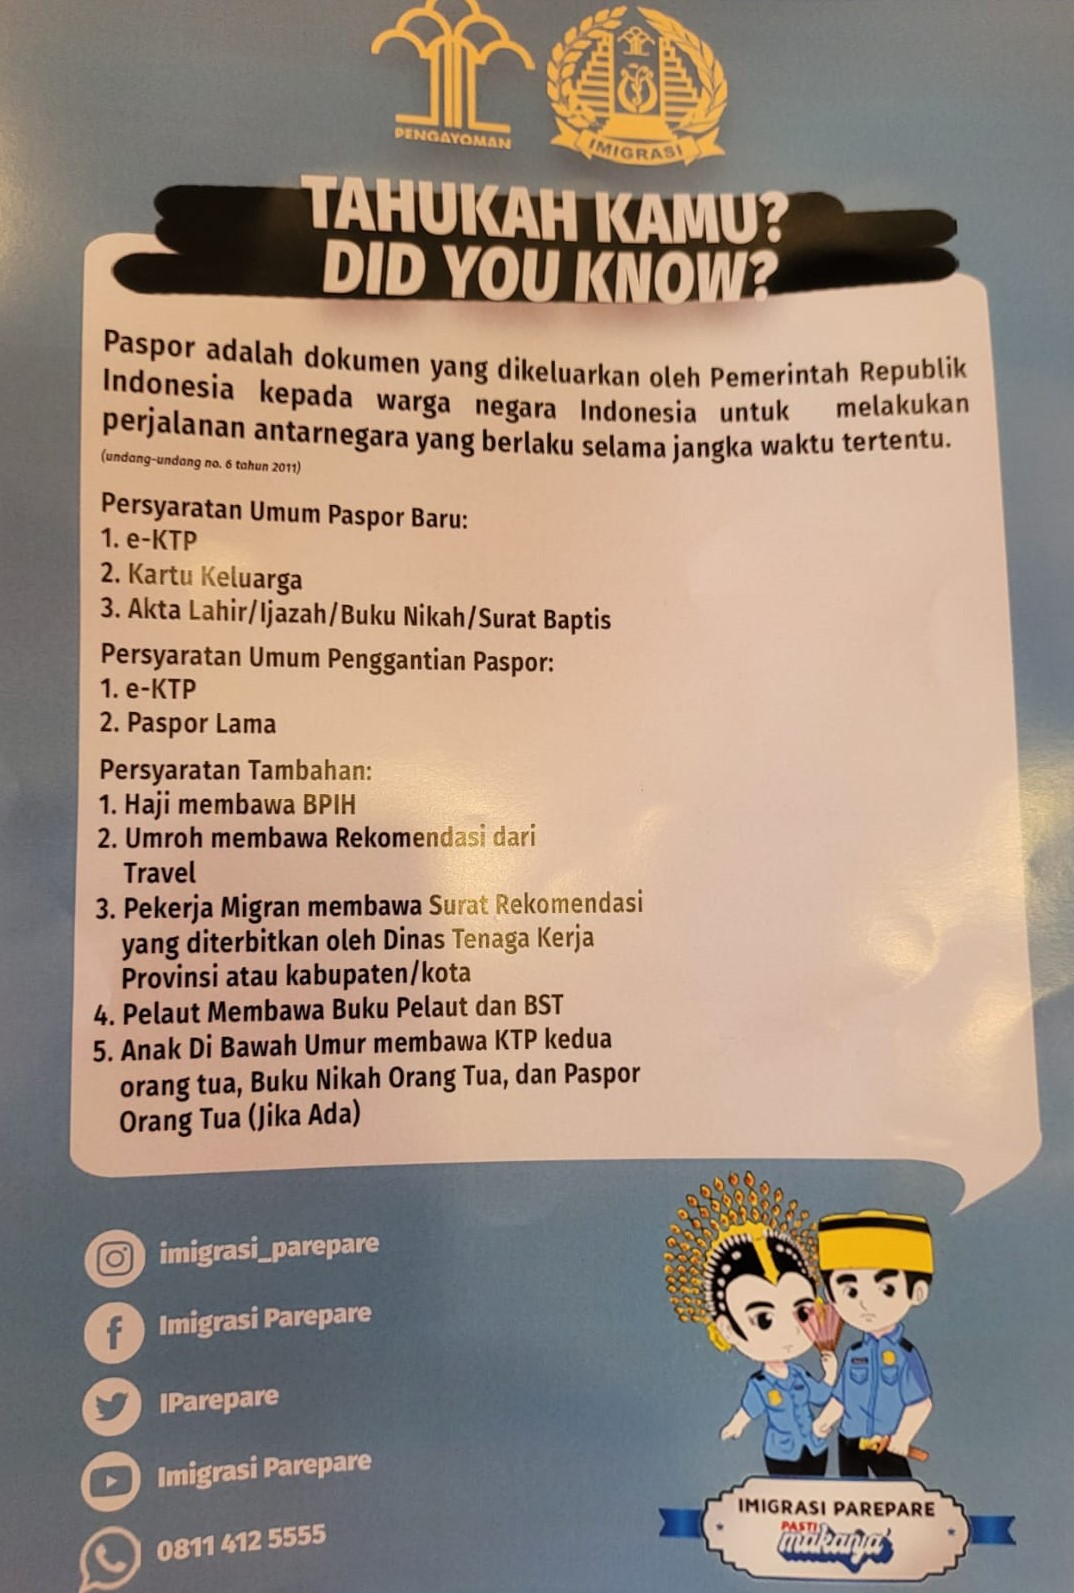 PENGAYOMAN
IMIGRASI
TAHUKAH KAMU?
DID YOU KNOW?
Paspor adalah dokumen yang dikeluarkan oleh Pemerintah Republik
Indonesia kepada warga negara Indonesia untuk melakukan
perjalanan antarnegara yang berlaku selama jangka waktu tertentu.
(undang-undang no. 6 tahun 2011)
Persyaratan Umum Paspor Baru:
1. e-KTP
2. Kartu Keluarga
3. Akta Lahir/Ijazah/Buku Nikah/Surat Baptis
Persyaratan Umum Penggantian Paspor:
1. e-KTP
2. Paspor Lama
Persyaratan Tambahan:
1. Haji membawa BPIH
2. Umroh membawa Rekomendasi dari
Travel
3. Pekerja Migran membawa Surat Rekomendasi
yang diterbitkan oleh Dinas Tenaga Kerja
Provinsi atau kabupaten/kota
4. Pelaut Membawa Buku Pelaut dan BST
5. Anak Di Bawah Umur membawa KTP kedua
orang tua, Buku Nikah Orang Tua, dan Paspor
Orang Tua (Jika Ada)
imigrasi_parepare
Imigrasi Parepare
IParepare
Imigrasi Parepare
0811 412 5555
IMIGRASI PAREPARE
PASTI
makanja'